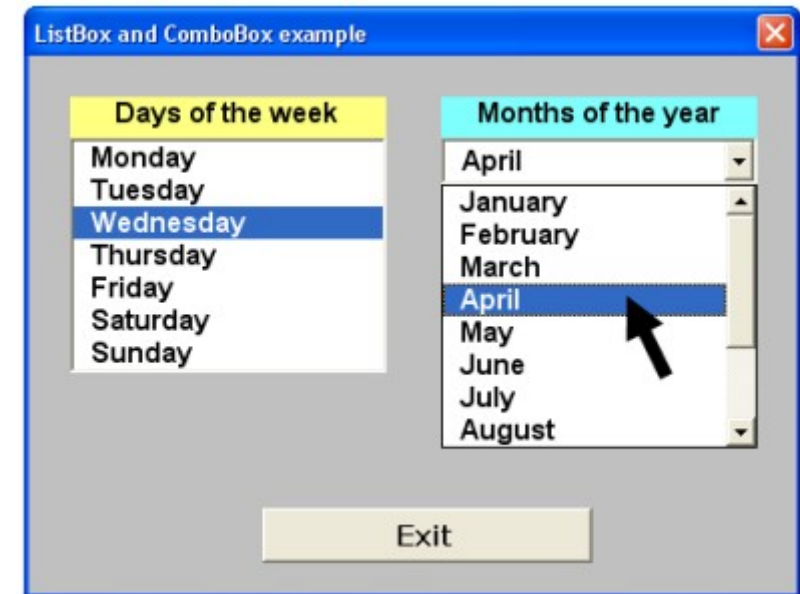 ListBox and ComboBox example
Days of the week
Monday
Tuesday
Wednesday
Thursday
Friday
Saturday
Sunday
Months of the year
April
January
February
March
April
May
June
July
August
Exit